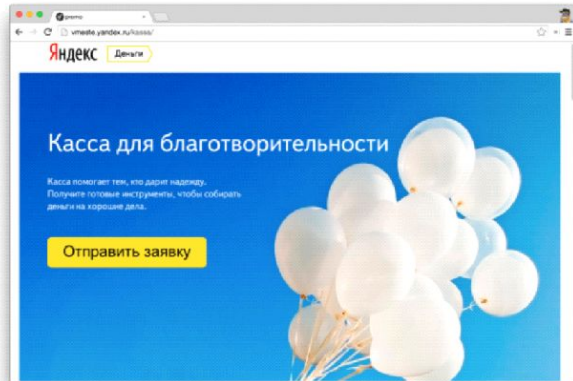 promo
vmeste.yandex.ru/kassa/
Яндекс Деньги
Касса для благотворительности
Касса помогает тем, кто дарит надежду.
Получите готовые инструменты, чтобы собирать
деньги на хорошие дела.
Отправить заявку